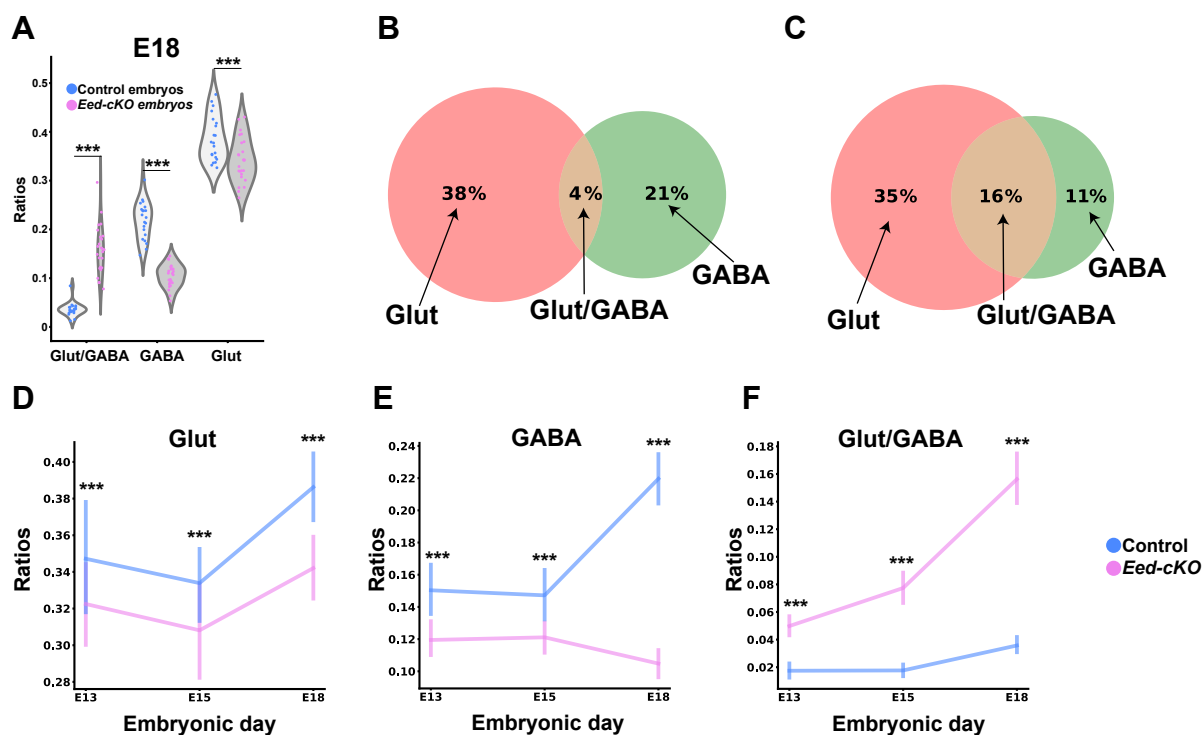 A
E18
Control embryos
Eed-cKO embryos
***
***
***
Ratios
0.5
0.4
0.3
0.2
0.1
0
Glut/GABA
GABA
Glut
B
38%
4%
21%
Glut
Glut/GABA
GABA
C
35%
16%
11%
Glut
Glut/GABA
GABA
D
Glut
***
***
***
Ratios
0.40
0.38
0.36
0.34
0.32
0.30
0.28
E13
E15
E18
Embryonic day
E
GABA
***
***
***
Ratios
0.24
0.22
0.20
0.18
0.16
0.14
0.12
0.10
E13
E15
E18
Embryonic day
F
Glut/GABA
***
***
***
Ratios
0.18
0.16
0.14
0.12
0.10
0.08
0.06
0.04
0.02
E13
E15
E18
Embryonic day
Control
Eed-cKO